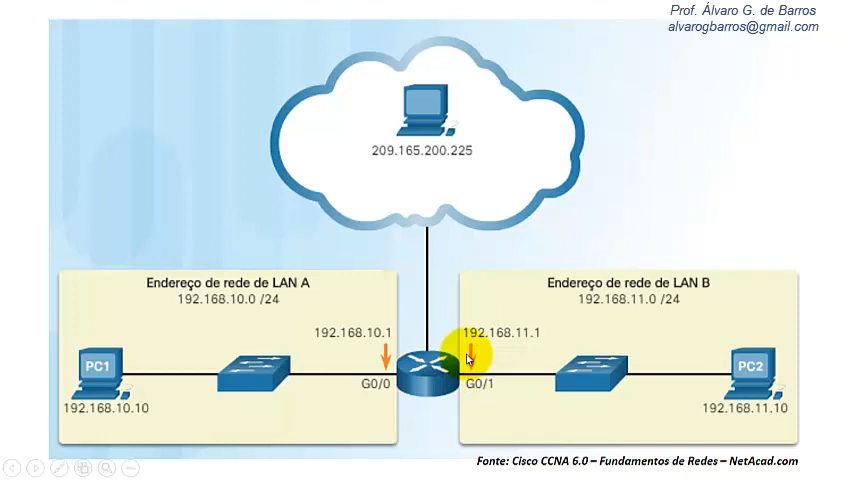 Prof. Álvaro G. de Barros
alvarogbarros@gmail.com
209.165.200.225
Endereço de rede de LAN A
192.168.10.0 /24
Endereço de rede de LAN B
192.168.11.0 /24
192.168.10.1
192.168.11.1
PC1
PC2
G0/0
G0/1
192.168.10.10
192.168.11.10
Fonte: Cisco CCNA 6.0 – Fundamentos de Redes – NetAcad.com